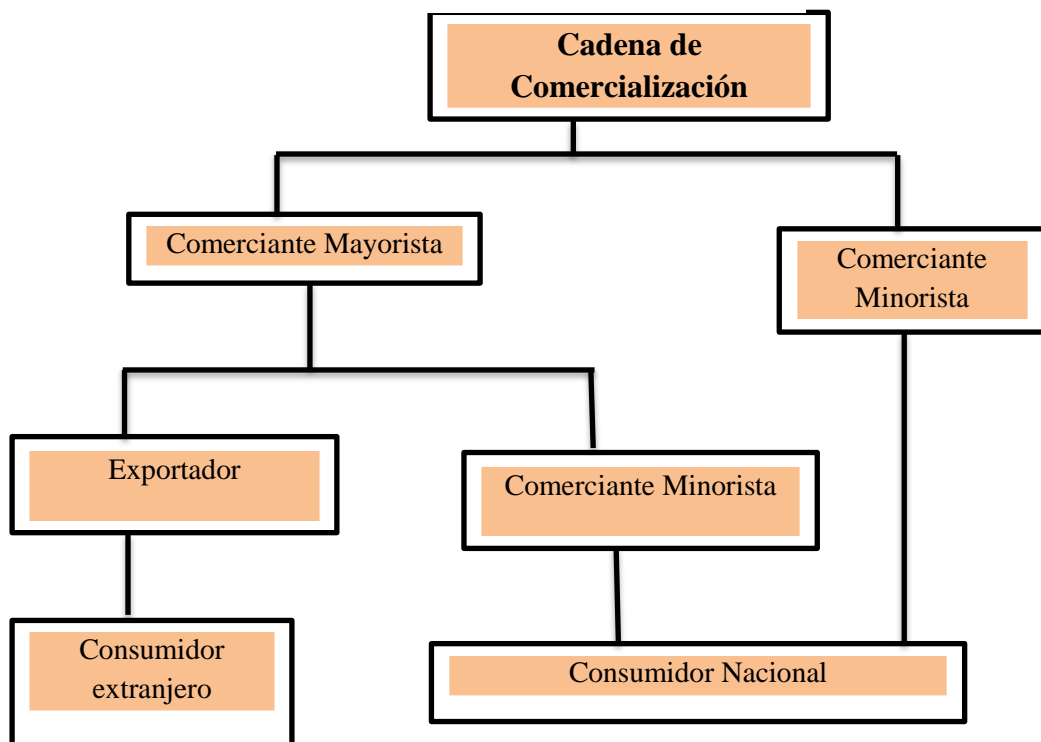 Cadena de
Comercialización
Comerciante Mayorista
Comerciante
Minorista
Exportador
Comerciante Minorista
Consumidor
extranjero
Consumidor Nacional